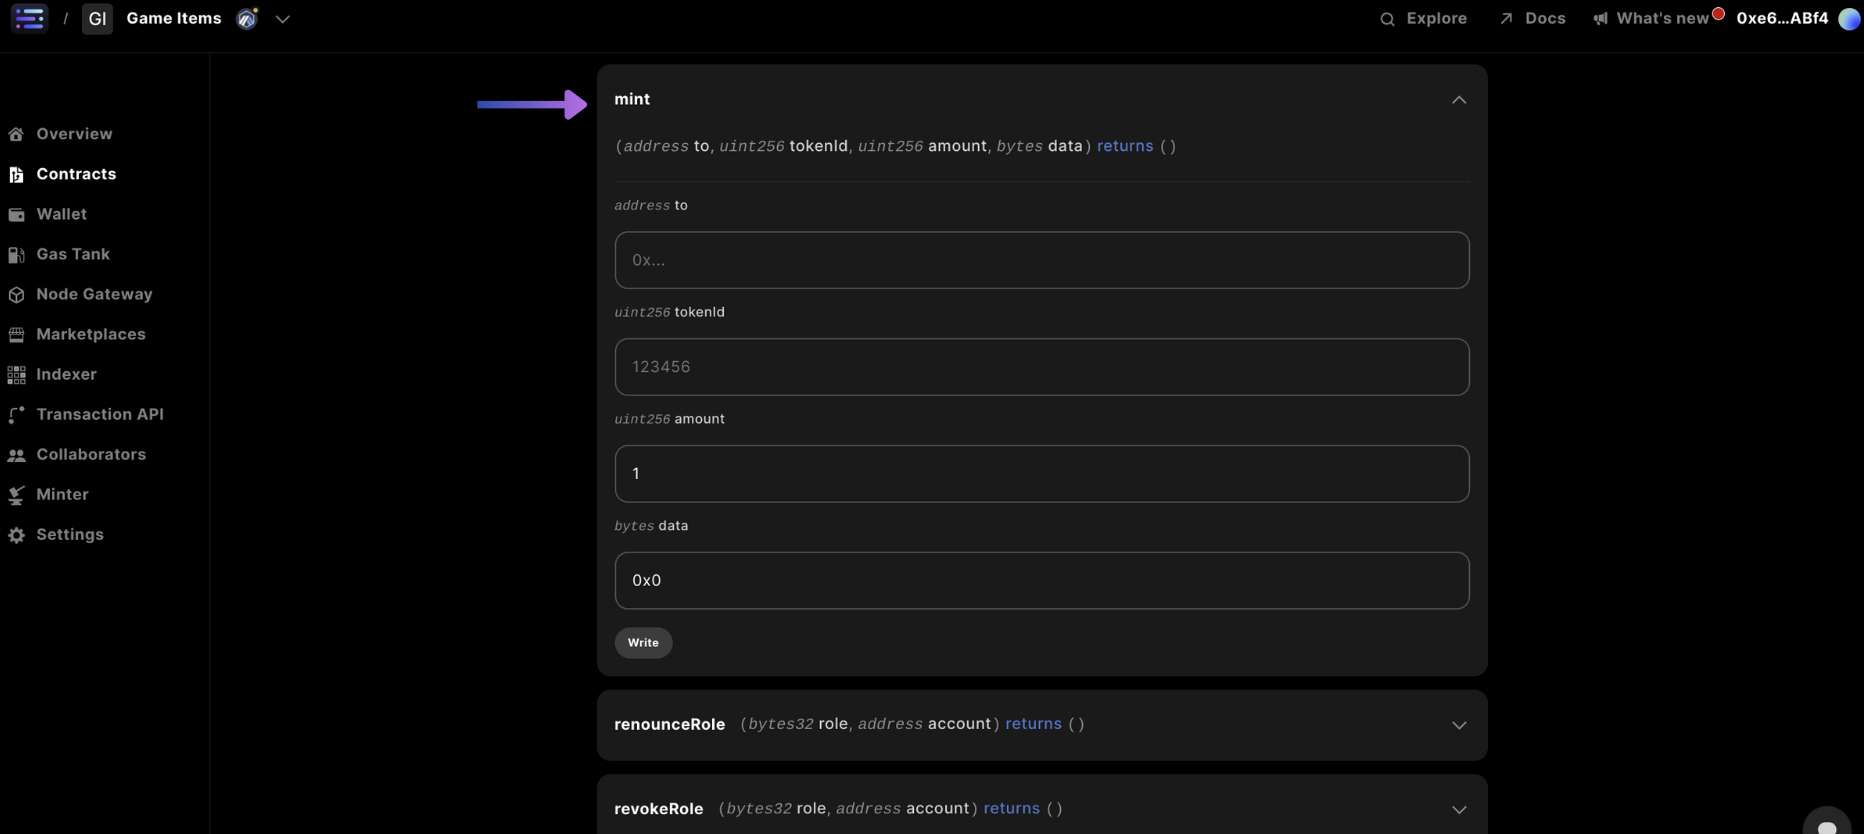 / GI Game Items Explore Docs What's new 0xe6...ABf4
Overview
Contracts
Wallet
Gas Tank
Node Gateway
Marketplaces
Indexer
Transaction API
Collaborators
Minter
Settings
mint
(address to, uint256 tokenId, uint256 amount, bytes data) returns ()
address to
0x...
uint256 tokenId
123456
uint256 amount
1
bytes data
0x0
Write
renounceRole (bytes32 role, address account) returns ()
revokeRole (bytes32 role, address account) returns ()